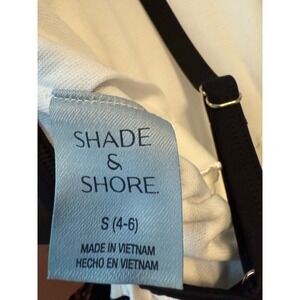 SHADE
&
SHORE.
S (4-6)
MADE IN VIETNAM
HECHO EN VIETNAM